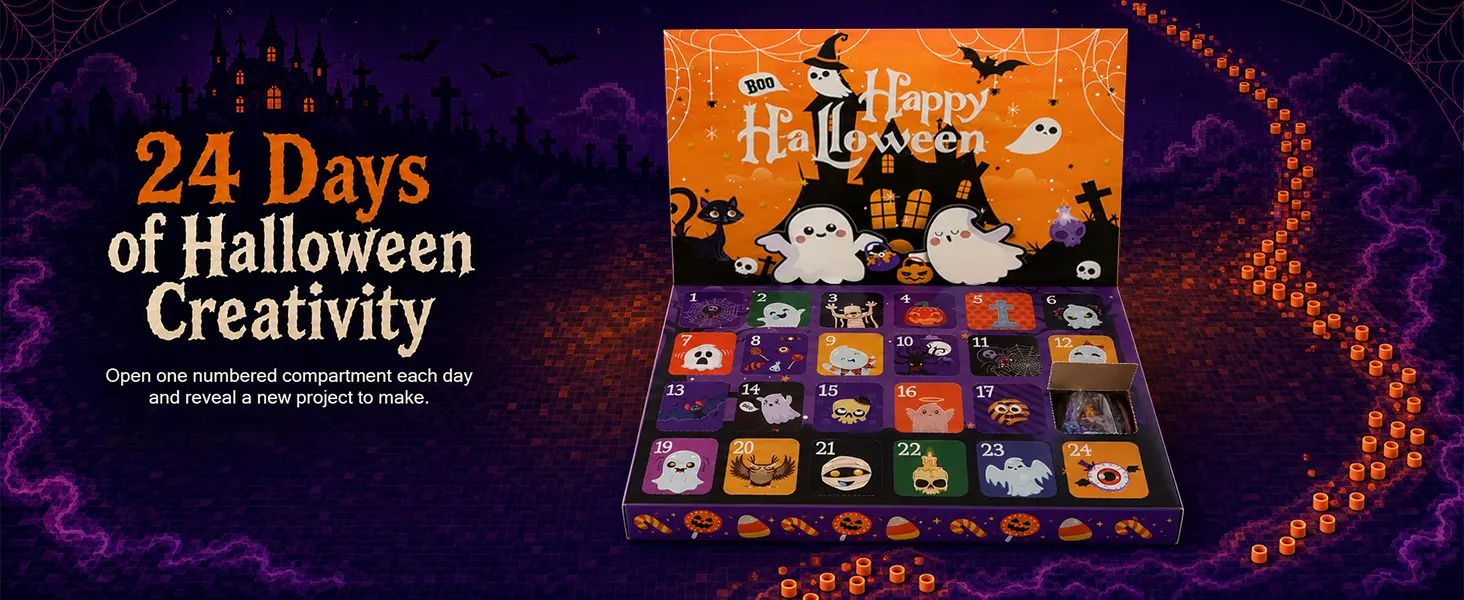 24 Days
of Halloween
Creativity
Open one numbered compartment each day
and reveal a new project to make.
BOO
Happy
Halloween
1 2 3 4 5 6
7 8 9 10 11 12
13 14 BOO 15 16 17
19 20 21 22 23 24